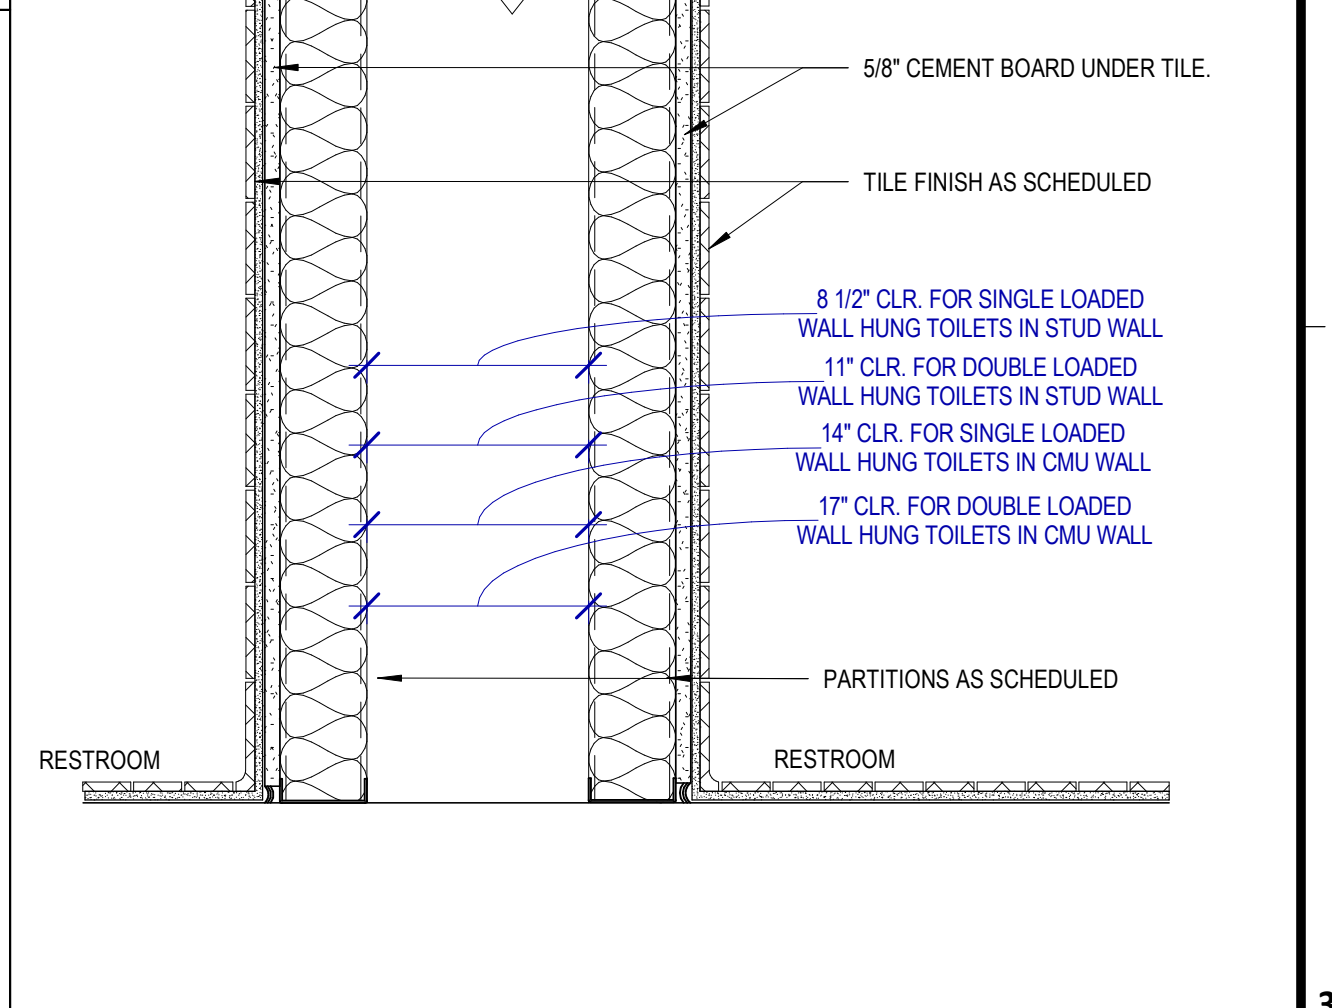 5/8" CEMENT BOARD UNDER TILE.
TILE FINISH AS SCHEDULED
8 1/2" CLR. FOR SINGLE LOADED
WALL HUNG TOILETS IN STUD WALL
11" CLR. FOR DOUBLE LOADED
WALL HUNG TOILETS IN STUD WALL
14" CLR. FOR SINGLE LOADED
WALL HUNG TOILETS IN CMU WALL
17" CLR. FOR DOUBLE LOADED
WALL HUNG TOILETS IN CMU WALL
PARTITIONS AS SCHEDULED
RESTROOM
RESTROOM